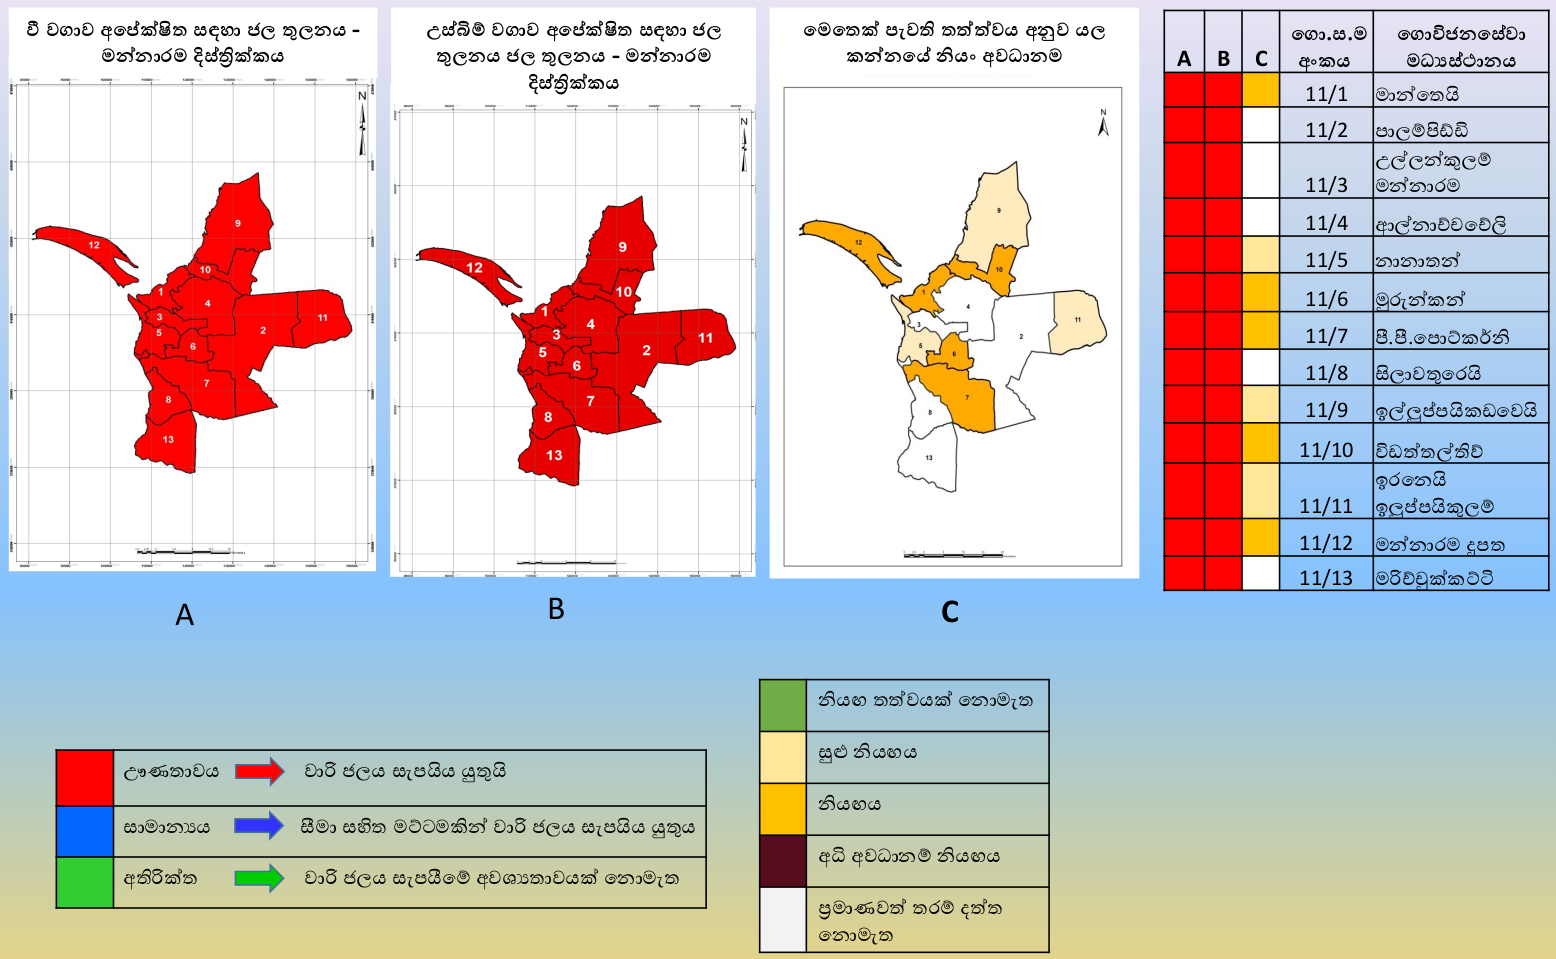 වී වගාව අපේක්ෂිත සඳහා ජල තුලනය -
මන්නාරම දිස්ත්‍රික්කය
N
9
12
10
1
4
3
5
2
11
6
7
8
13
A
උස්බිම් වගාව අපේක්ෂිත සඳහා ජල
තුලනය ජල තුලනය - මන්නාරම
දිස්ත්‍රික්කය
N
9
12
10
1
4
3
5
2
11
6
7
8
13
B
මෙතෙක් පැවති තත්ත්වය අනුව යල
කන්නයේ නියං අවධානම
N
9
12
10
1
4
3
5
2
11
6
7
8
13
C
A B C ගො.ස.ම අංකය ගොවිජනසේවා මධ්‍යස්ථානය
11/1 මාන්තෙයි
11/2 පාලම්පිඩ්ඩි
11/3 උල්ලන්කුලම් මන්නාරම
11/4 ආල්නාච්චවේලි
11/5 නානාතන්
11/6 මුරුන්කන්
11/7 පී.පී.පොට්කර්නි
11/8 සිලාවතුරෙයි
11/9 ඉල්ලුප්පයිකඩවෙයි
11/10 විඩත්තල්තිව්
11/11 ඉරනෙයි ඉලුප්පයිකුලම්
11/12 මන්නාරම දූපත
11/13 මරිච්චුක්කට්ටි
ඌණතාවය වාරි ජලය සැපයිය යුතුයි
සාමාන්‍යය සීමා සහිත මට්ටමකින් වාරි ජලය සැපයිය යුතුය
අතිරික්ත වාරි ජලය සැපයීමේ අවශ්‍යතාවයක් නොමැත
නියඟ තත්වයක් නොමැත
සුළු නියඟය
නියඟය
අධි අවධානම් නියඟය
ප්‍රමාණවත් තරම් දත්ත
නොමැත